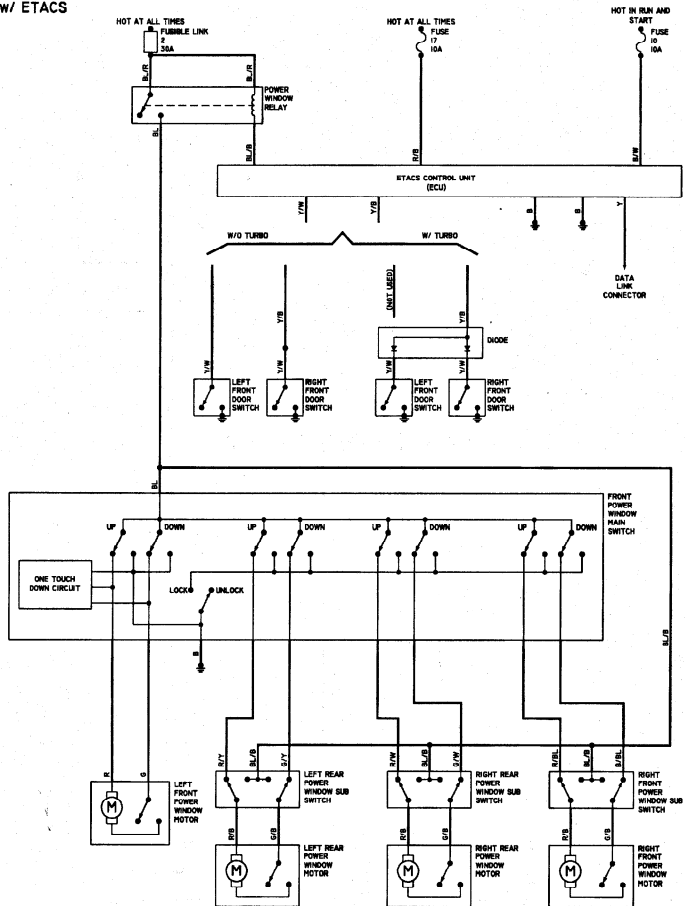 w/ ETACS
HOT AT ALL TIMES
FUSIBLE LINK
2
30A
HOT AT ALL TIMES
FUSE
17
10A
HOT IN RUN AND
START
FUSE
10
10A
BL/R
BL/R
POWER
WINDOW
RELAY
BL
BL/B
R/B
B/W
ETACS CONTROL UNIT
(ECU)
Y/W
Y/B
B
B
Y
W/O TURBO
W/ TURBO
DATA
LINK
CONNECTOR
(NOT USED)
Y/B
Y/B
DIODE
Y/W
Y/W
Y/W
Y/W
LEFT
FRONT
DOOR
SWITCH
RIGHT
FRONT
DOOR
SWITCH
LEFT
FRONT
DOOR
SWITCH
RIGHT
FRONT
DOOR
SWITCH
BL
FRONT
POWER
WINDOW
MAIN
SWITCH
UP
DOWN
UP
DOWN
UP
DOWN
UP
DOWN
ONE TOUCH
DOWN CIRCUIT
LOCK
UNLOCK
B
BL/B
R
G
R/Y
BL/B
G/Y
R/W
BL/B
G/W
R/BL
BL/B
G/BL
LEFT
FRONT
POWER
WINDOW
MOTOR
M
LEFT REAR
POWER
WINDOW SUB
SWITCH
RIGHT REAR
POWER
WINDOW SUB
SWITCH
RIGHT
FRONT
POWER
WINDOW SUB
SWITCH
R/B
G/B
R/B
G/B
R/B
G/B
M
LEFT REAR
POWER
WINDOW
MOTOR
M
RIGHT REAR
POWER
WINDOW
MOTOR
M
RIGHT
FRONT
POWER
WINDOW
MOTOR